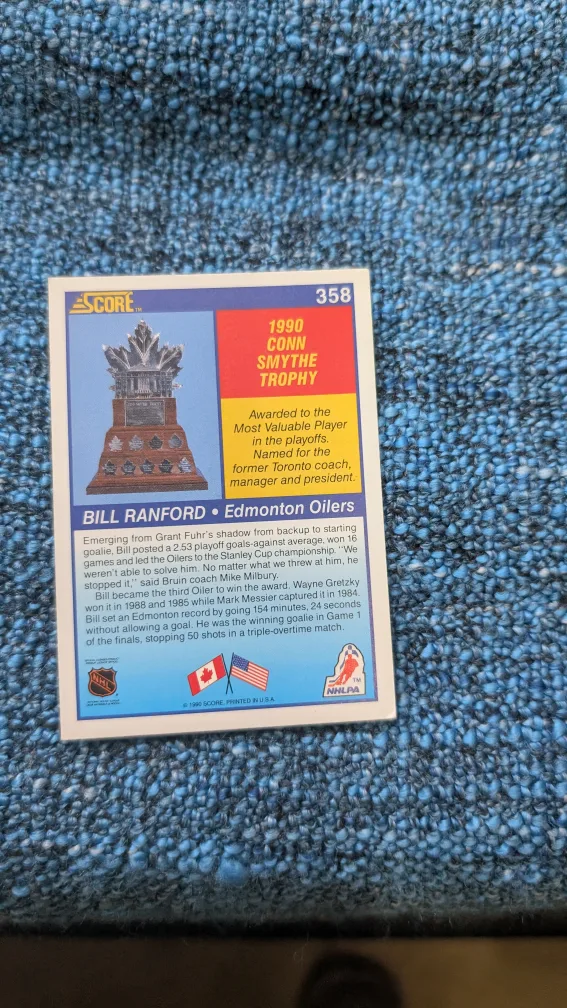 SCORE TM
358
1990
CONN
SMYTHE
TROPHY
Awarded to the
Most Valuable Player
in the playoffs.
Named for the
former Toronto coach,
manager and president.
BILL RANFORD • Edmonton Oilers
Emerging from Grant Fuhr's shadow from backup to starting
goalie, Bill posted a 2.53 playoff goals-against average, won 16
games and led the Oilers to the Stanley Cup championship. "We
weren't able to solve him. No matter what we threw at him, he
stopped it," said Bruin coach Mike Milbury.
Bill became the third Oiler to win the award. Wayne Gretzky
won it in 1988 and 1985 while Mark Messier captured it in 1984.
Bill set an Edmonton record by going 154 minutes, 24 seconds
without allowing a goal. He was the winning goalie in Game 1
of the finals, stopping 50 shots in a triple-overtime match.
NHL
TM
NHLPA
© 1990 SCORE, PRINTED IN U.S.A.